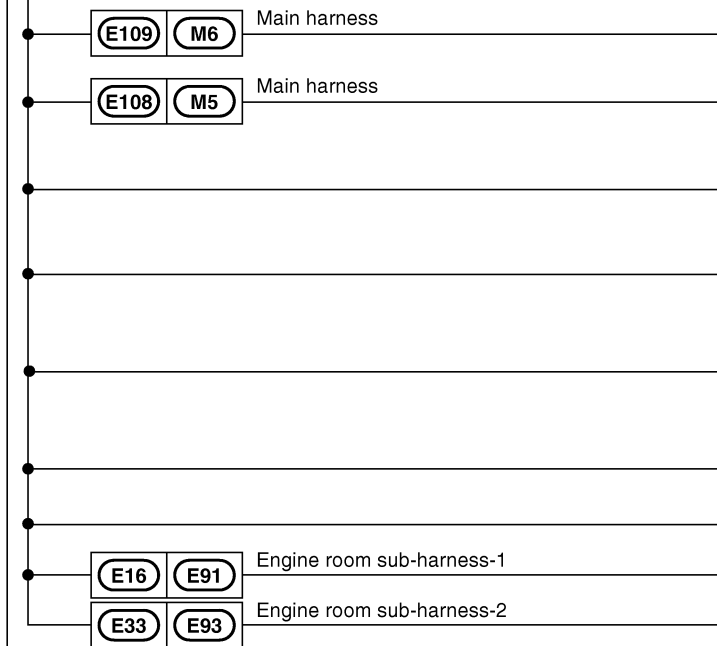 Main harness
E109 M6
Main harness
E108 M5
Engine room sub-harness-1
E16 E91
Engine room sub-harness-2
E33 E93